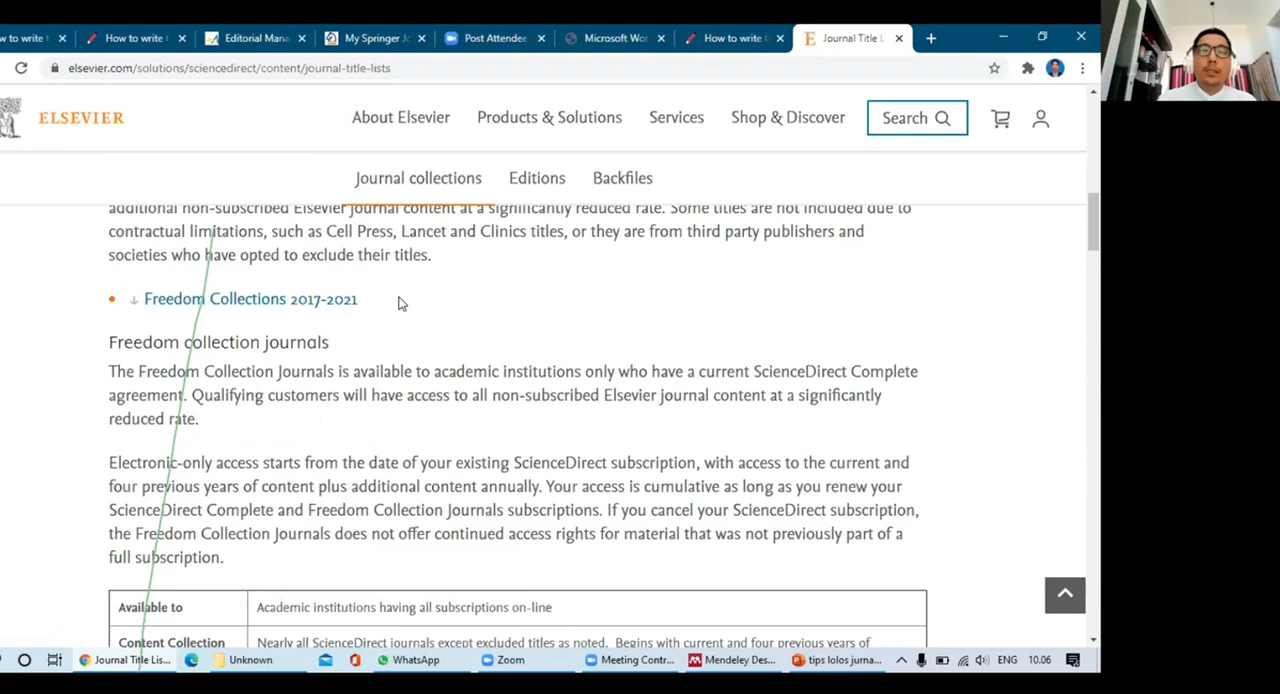 ow to write t
How to write t
Editorial Mana
My Springer Jo
Post Attendee
Microsoft Wor
How to write t
E Journal Title L
elsevier.com/solutions/sciencedirect/content/journal-title-lists
ELSEVIER
About Elsevier
Products & Solutions
Services
Shop & Discover
Search
Journal collections
Editions
Backfiles
additional non-subscribed Elsevier journal content at a significantly reduced rate. Some titles are not included due to
contractual limitations, such as Cell Press, Lancet and Clinics titles, or they are from third party publishers and
societies who have opted to exclude their titles.
Freedom Collections 2017-2021
Freedom collection journals
The Freedom Collection Journals is available to academic institutions only who have a current ScienceDirect Complete
agreement. Qualifying customers will have access to all non-subscribed Elsevier journal content at a significantly
reduced rate.
Electronic-only access starts from the date of your existing ScienceDirect subscription, with access to the current and
four previous years of content plus additional content annually. Your access is cumulative as long as you renew your
ScienceDirect Complete and Freedom Collection Journals subscriptions. If you cancel your ScienceDirect subscription,
the Freedom Collection Journals does not offer continued access rights for material that was not previously part of a
full subscription.
Available to
Academic institutions having all subscriptions on-line
Content Collection
Nearly all ScienceDirect journals except excluded titles as noted. Begins with current and four previous years of
Journal Title Lis...
Unknown
WhatsApp
Zoom
Meeting Contr...
Mendeley Des...
tips lolos jurna...
ENG
10.06